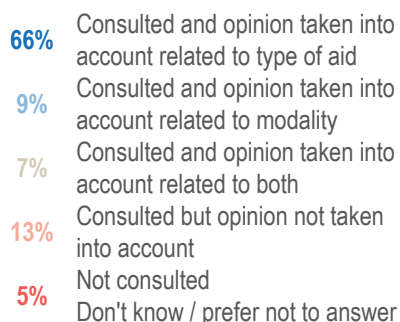 66% Consulted and opinion taken into
account related to type of aid
9% Consulted and opinion taken into
account related to modality
7% Consulted and opinion taken into
account related to both
13% Consulted but opinion not taken
into account
5% Not consulted
Don't know / prefer not to answer